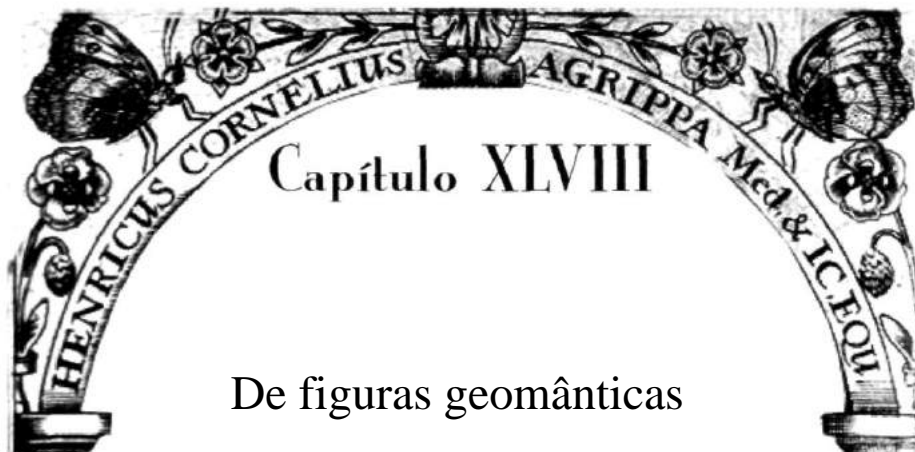 HENRICUS CORNELIUS AGRIPPA Med, & IC. EQU
Capítulo XLVIII
De figuras geomânticas